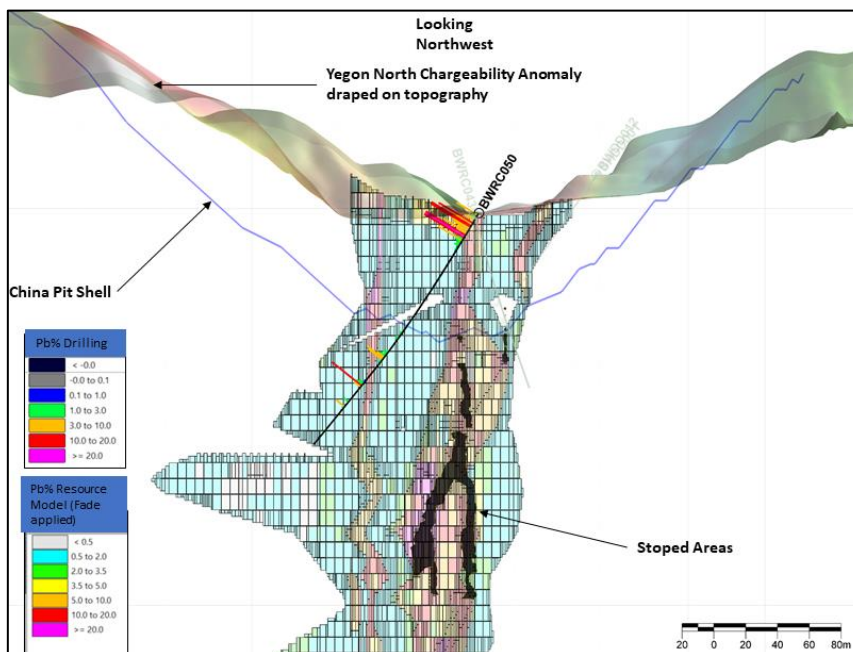 Looking
Northwest
Yegon North Chargeability Anomaly
draped on topography
BWRC050
China Pit Shell
Pb% Drilling
< -0.0
-0.0 to 0.1
0.1 to 1.0
1.0 to 3.0
3.0 to 10.0
10.0 to 20.0
>= 20.0
Pb% Resource
Model (Fade
applied)
< 0.5
0.5 to 2.0
2.0 to 3.5
3.5 to 5.0
5.0 to 10.0
10.0 to 20.0
>= 20.0
Stoped Areas
20 0 20 40 60 80m